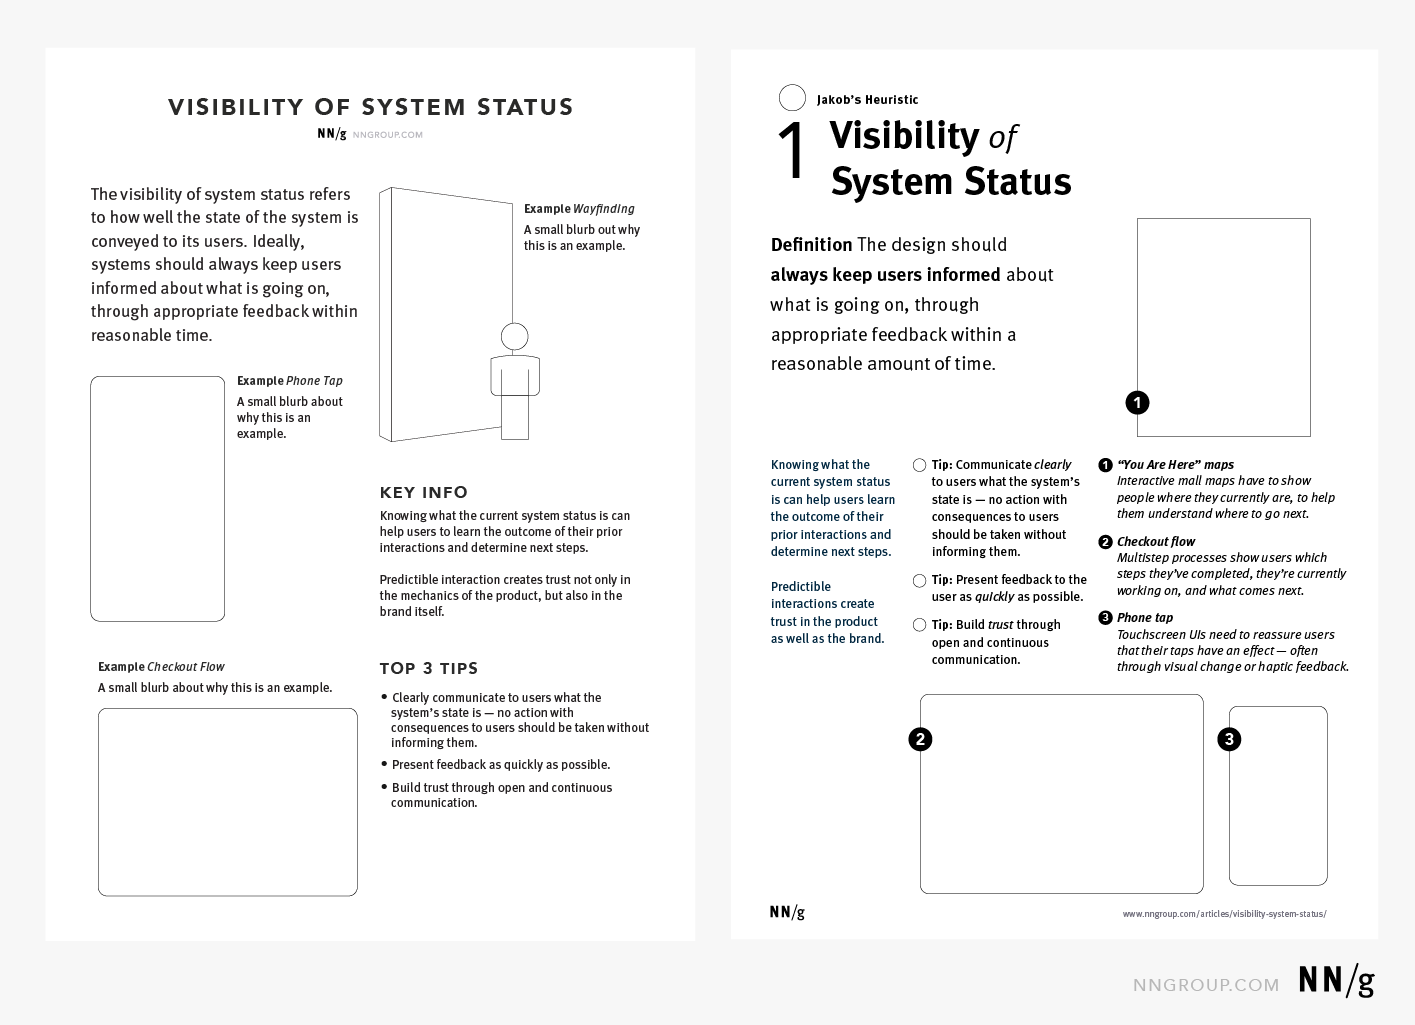 VISIBILITY OF SYSTEM STATUS
NN/g NNGROUP.COM
The visibility of system status refers
to how well the state of the system is
conveyed to its users. Ideally,
systems should always keep users
informed about what is going on,
through appropriate feedback within
reasonable time.
Example Wayfinding
A small blurb out why
this is an example.
Example Phone Tap
A small blurb about
why this is an
example.
KEY INFO
Knowing what the current system status is can
help users to learn the outcome of their prior
interactions and determine next steps.
Predictible interaction creates trust not only in
the mechanics of the product, but also in the
brand itself.
Example Checkout Flow
A small blurb about why this is an example.
TOP 3 TIPS
• Clearly communicate to users what the
system's state is — no action with
consequences to users should be taken without
informing them.
• Present feedback as quickly as possible.
• Build trust through open and continuous
communication.
Jakob's Heuristic
1 Visibility of
System Status
Definition The design should
always keep users informed about
what is going on, through
appropriate feedback within a
reasonable amount of time.
1
Knowing what the
current system status
is can help users learn
the outcome of their
prior interactions and
determine next steps.
Predictible
interactions create
trust in the product
as well as the brand.
Tip: Communicate clearly
to users what the system's
state is — no action with
consequences to users
should be taken without
informing them.
Tip: Present feedback to the
user as quickly as possible.
Tip: Build trust through
open and continuous
communication.
1 "You Are Here" maps
Interactive mall maps have to show
people where they currently are, to help
them understand where to go next.
2 Checkout flow
Multistep processes show users which
steps they've completed, they're currently
working on, and what comes next.
3 Phone tap
Touchscreen UIs need to reassure users
that their taps have an effect — often
through visual change or haptic feedback.
2
3
NN/g
www.nngroup.com/articles/visibility-system-status/
NNGROUP.COM NN/g